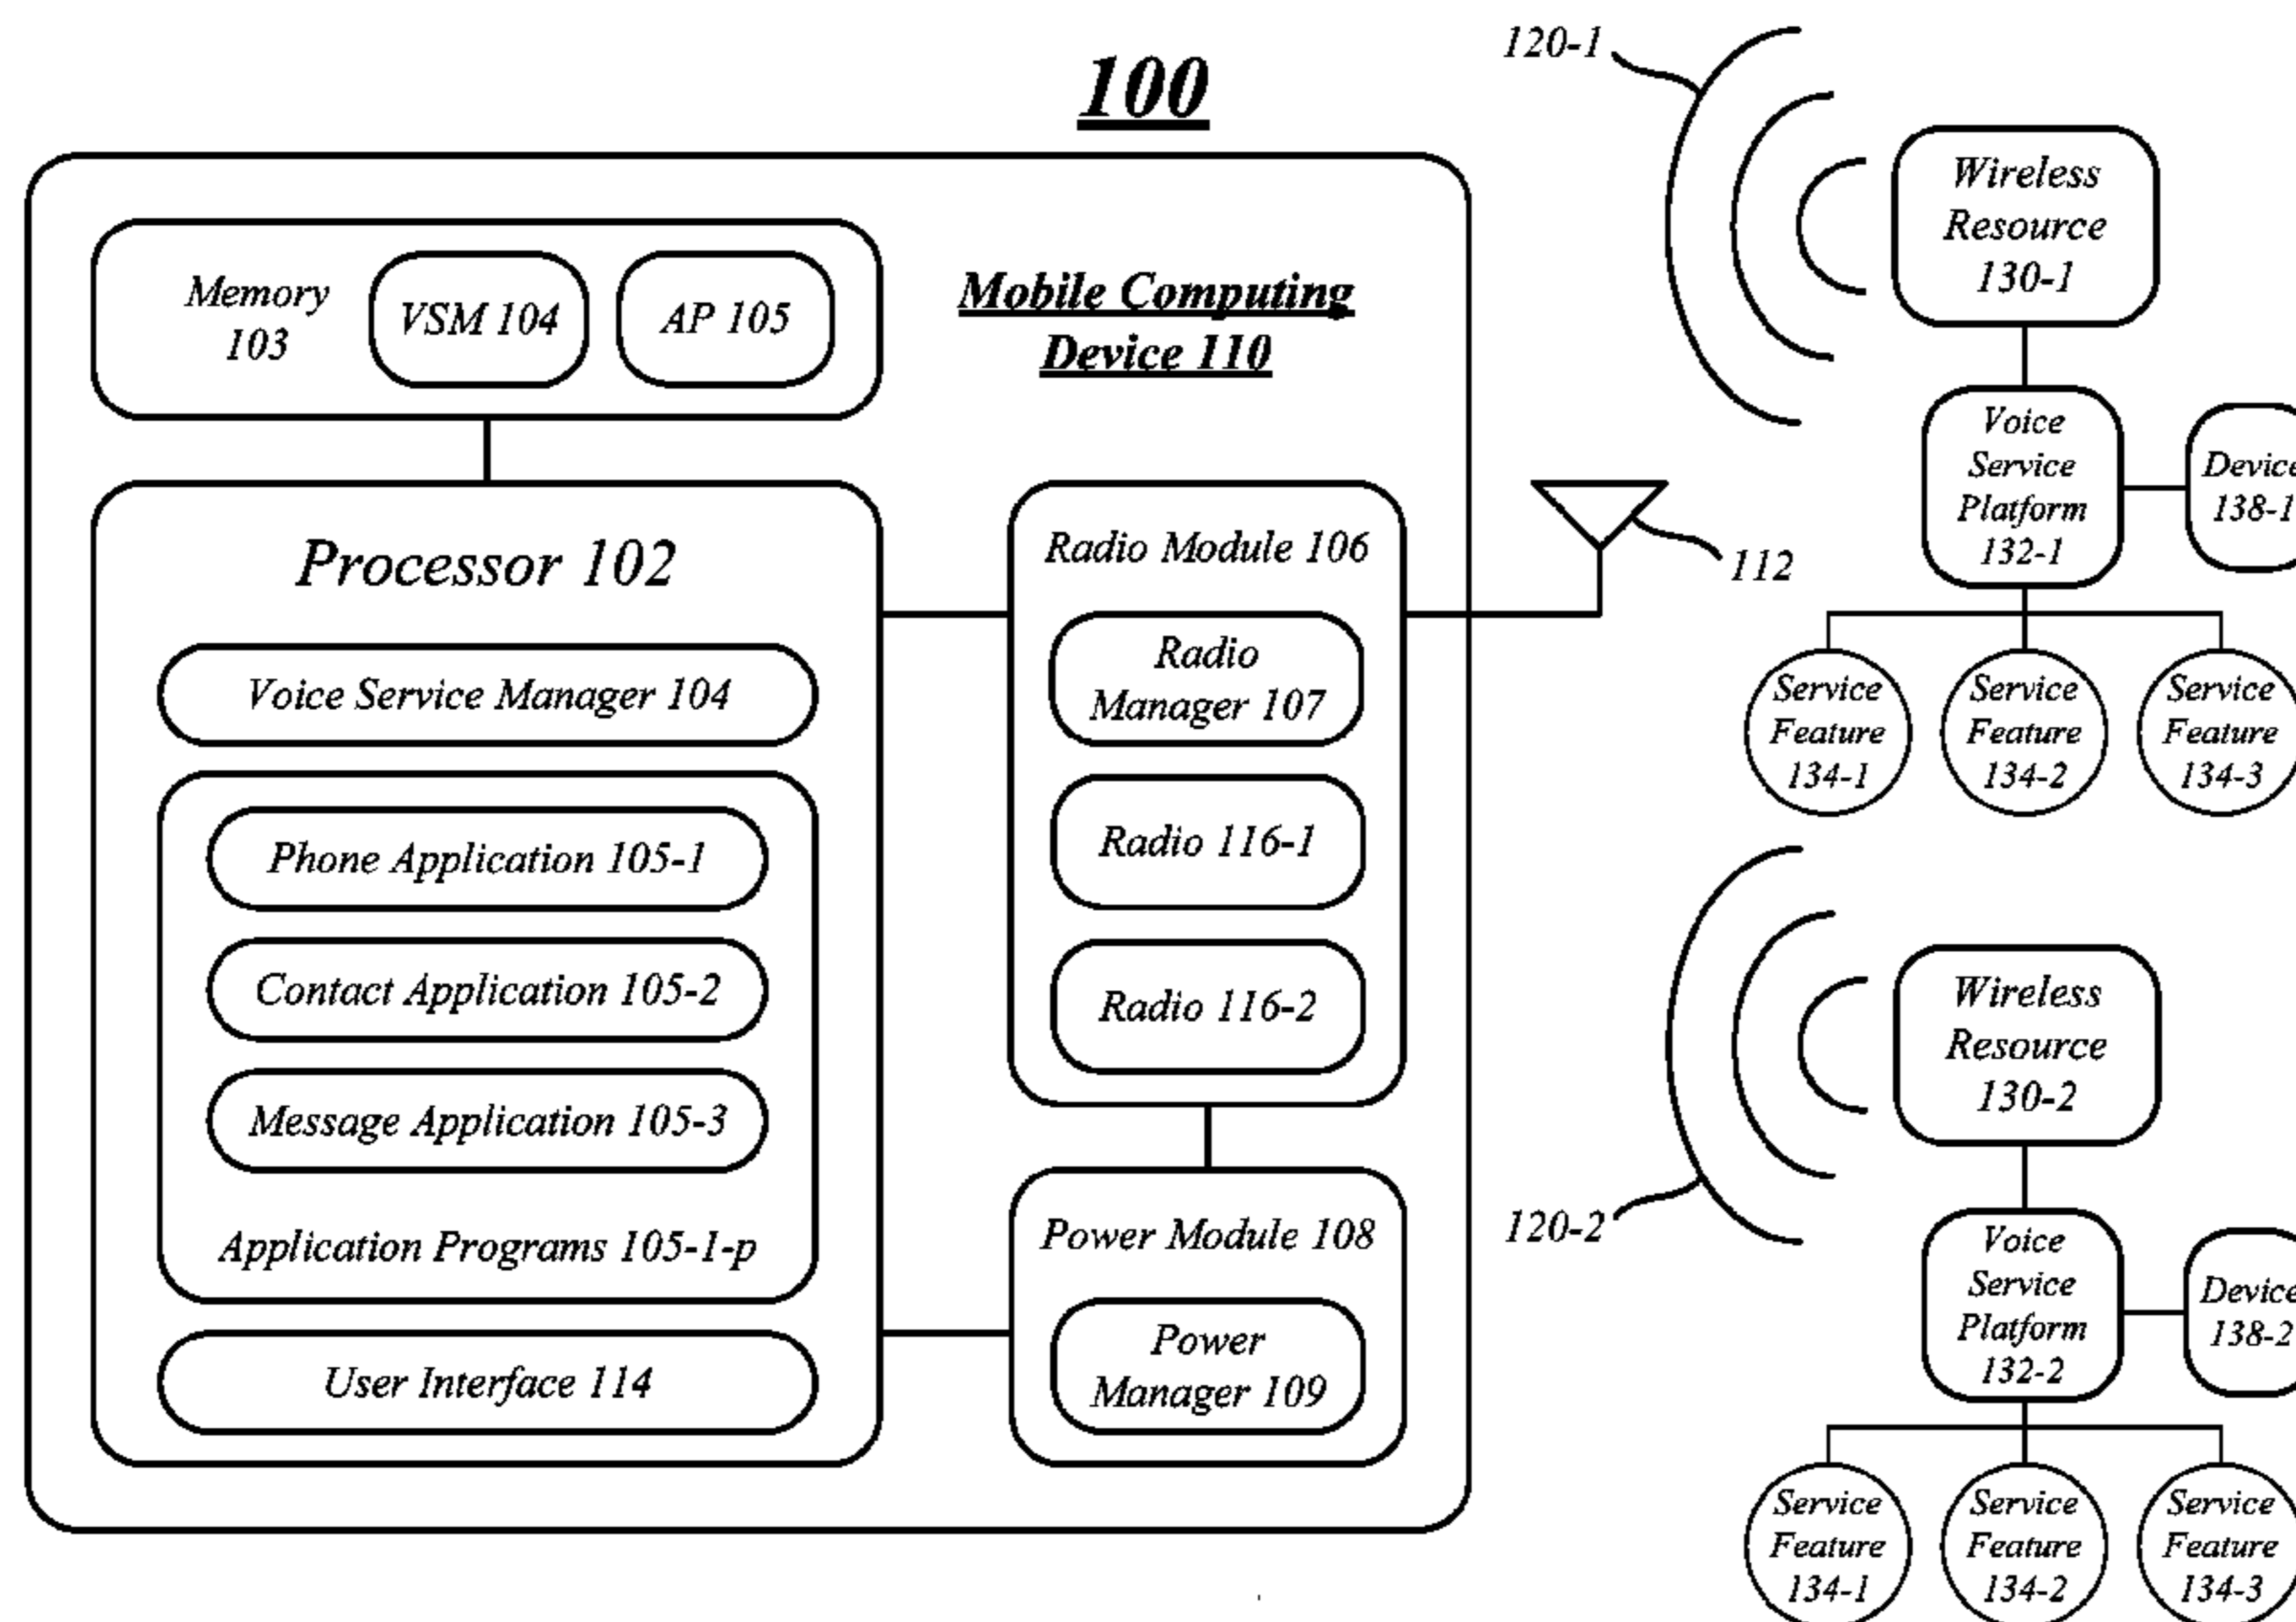 100
Mobile Computing
Device 110
Memory
103
VSM 104
AP 105
Processor 102
Voice Service Manager 104
Phone Application 105-1
Contact Application 105-2
Message Application 105-3
Application Programs 105-1-p
User Interface 114
Radio Module 106
Radio
Manager 107
Radio 116-1
Radio 116-2
Power Module 108
Power
Manager 109
112
120-1
Wireless
Resource
130-1
Voice
Service
Platform
132-1
Device
138-1
Service
Feature
134-1
Service
Feature
134-2
Service
Feature
134-3
120-2
Wireless
Resource
130-2
Voice
Service
Platform
132-2
Device
138-2
Service
Feature
134-1
Service
Feature
134-2
Service
Feature
134-3